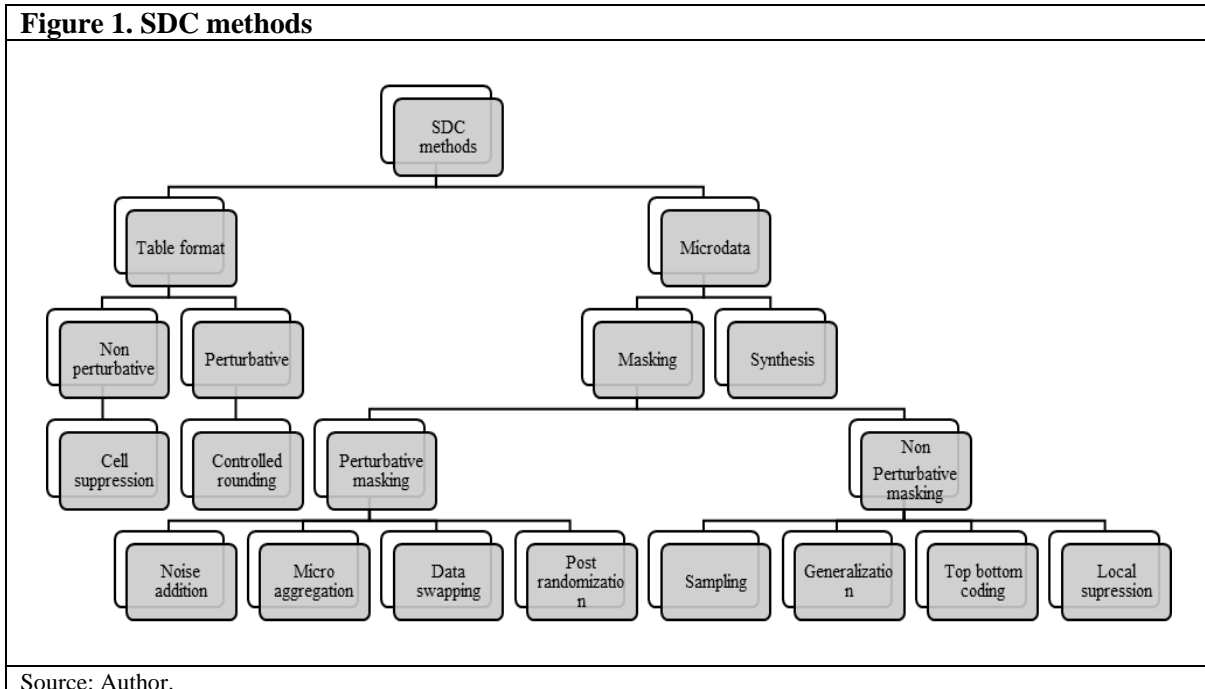 Figure 1. SDC methods
SDC
methods
Table format
Microdata
Non
perturbative
Perturbative
Masking
Synthesis
Cell
suppression
Controlled
rounding
Perturbative
masking
Non
Perturbative
masking
Noise
addition
Micro
aggregation
Data
swapping
Post
randomizatio
n
Sampling
Generalizatio
n
Top bottom
coding
Local
supression
Source: Author.